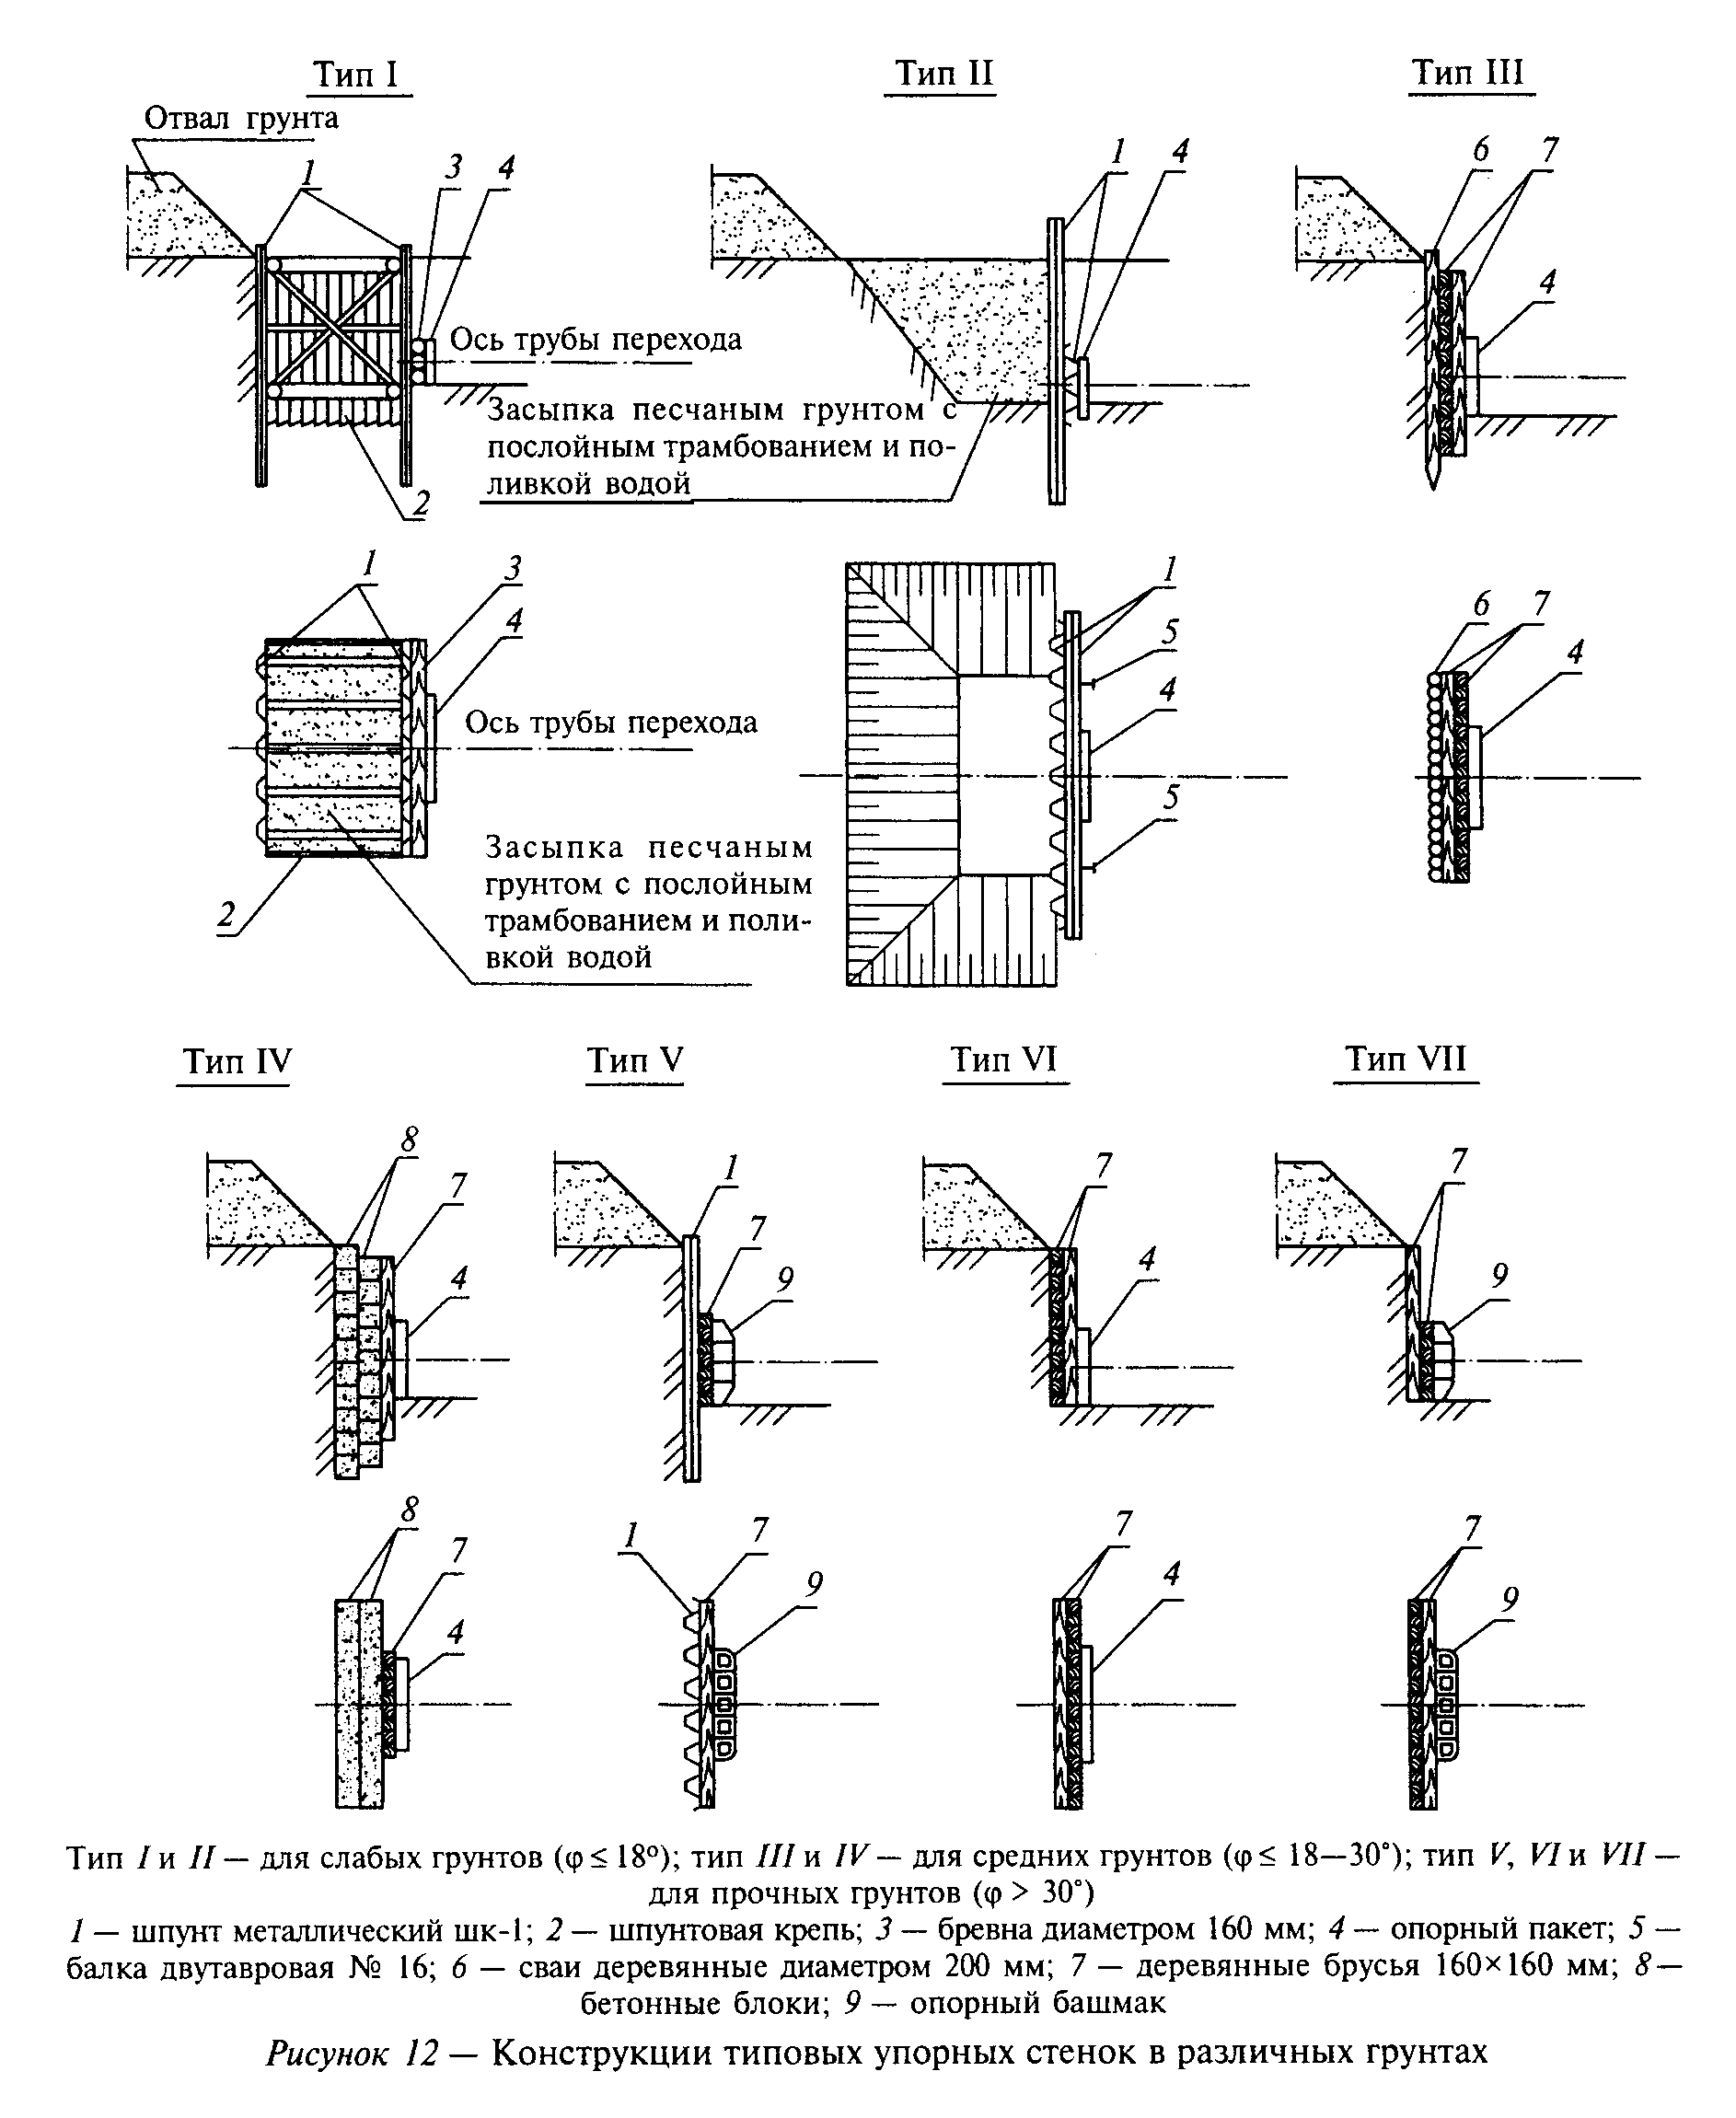 Тип I
Тип II
Тип III
Отвал грунта
1
3
4
1
4
6
7
4
Ось трубы перехода
Засыпка песчаным грунтом с
послойным трамбованием и по-
ливкой водой
2
1
3
4
1
5
4
5
6
7
4
Ось трубы перехода
Засыпка песчаным
грунтом с послойным
трамбованием и поли-
вкой водой
2
Тип IV
Тип V
Тип VI
Тип VII
8
7
4
1
7
9
7
4
7
9
8
7
4
1
7
9
7
4
7
9
Тип I и II — для слабых грунтов (φ ≤ 18°); тип III и IV — для средних грунтов (φ ≤ 18—30°); тип V, VI и VII —
для прочных грунтов (φ > 30°)
1 — шпунт металлический шк-1; 2 — шпунтовая крепь; 3 — бревна диаметром 160 мм; 4 — опорный пакет; 5 —
балка двутавровая № 16; 6 — сваи деревянные диаметром 200 мм; 7 — деревянные брусья 160×160 мм; 8—
бетонные блоки; 9 — опорный башмак
Рисунок 12 — Конструкции типовых упорных стенок в различных грунтах